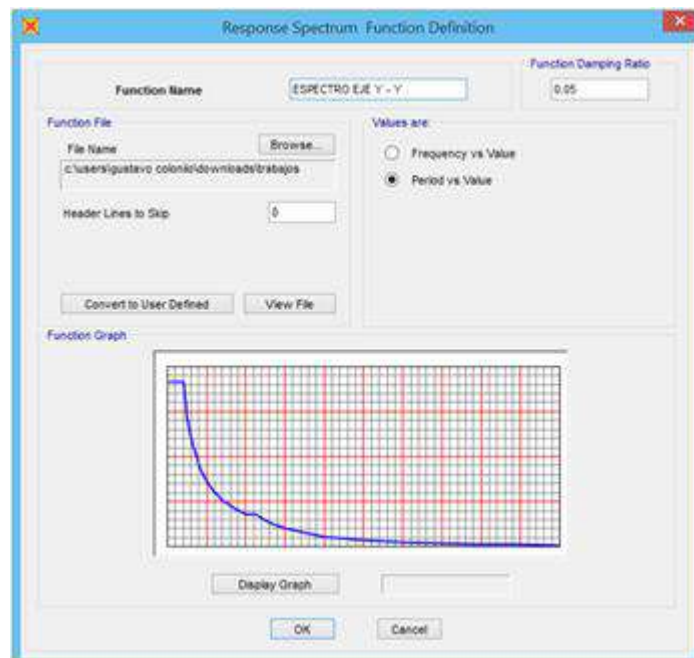 Response Spectrum Function Definition
Function Name
ESPECTRO EJE Y - Y
Function Damping Ratio
0.05
Function File
File Name
Browse...
c:\users\gustavo colonio\downloads\trabajos
Header Lines to Skip
0
Convert to User Defined
View File
Values are:
Frequency vs Value
Period vs Value
Function Graph
Display Graph
OK
Cancel